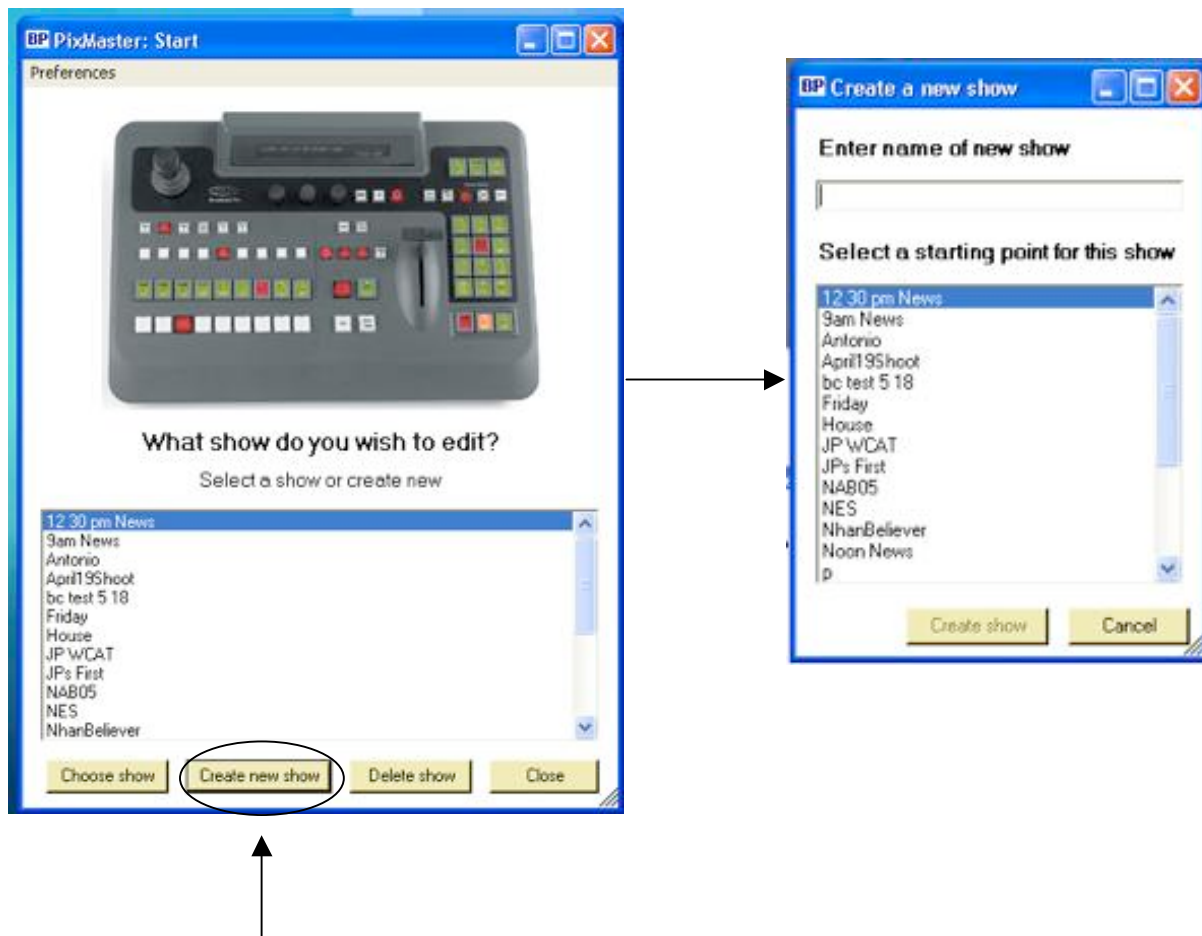 BP PixMaster: Start
Preferences
What show do you wish to edit?
Select a show or create new
12 30 pm News
9am News
Antonio
April19Shoot
bc test 5 18
Friday
House
JP WCAT
JPs First
NAB05
NES
NhanBeliever
Choose show
Create new show
Delete show
Close
BP Create a new show
Enter name of new show
Select a starting point for this show
12 30 pm News
9am News
Antonio
April19Shoot
bc test 5 18
Friday
House
JP WCAT
JPs First
NAB05
NES
NhanBeliever
Noon News
p
Create show
Cancel